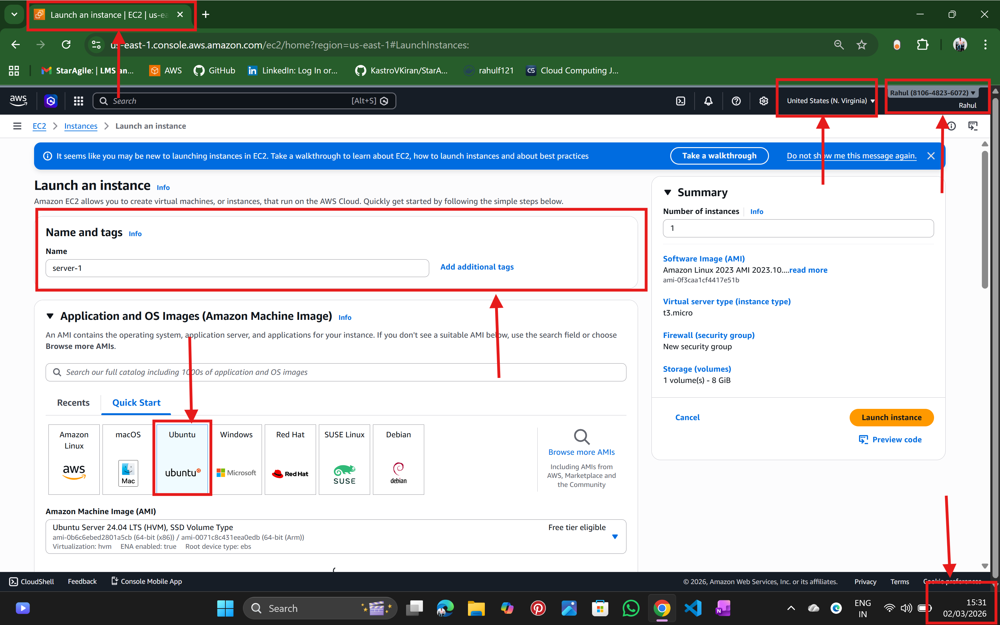 Launch an instance | EC2 | us-ea
us-east-1.console.aws.amazon.com/ec2/home?region=us-east-1#LaunchInstances:
StarAgile: | LMS an...
AWS
GitHub
LinkedIn: Log In or...
KastroVKiran/StarA...
rahulf121
CS
Cloud Computing J...
aws
Search
[Alt+S]
United States (N. Virginia)
Rahul (8106-4823-6072)
Rahul
EC2
Instances
Launch an instance
It seems like you may be new to launching instances in EC2. Take a walkthrough to learn about EC2, how to launch instances and about best practices
Take a walkthrough
Do not show me this message again.
Launch an instance Info
Amazon EC2 allows you to create virtual machines, or instances, that run on the AWS Cloud. Quickly get started by following the simple steps below.
Name and tags Info
Name
server-1
Add additional tags
Application and OS Images (Amazon Machine Image) Info
An AMI contains the operating system, application server, and applications for your instance. If you don't see a suitable AMI below, use the search field or choose
Browse more AMIs.
Search our full catalog including 1000s of application and OS images
Recents
Quick Start
Amazon
Linux
aws
macOS
Mac
Ubuntu
ubuntu
Windows
Microsoft
Red Hat
Red Hat
SUSE Linux
SUSE
Debian
debian
Browse more AMIs
Including AMIs from
AWS, Marketplace and
the Community
Amazon Machine Image (AMI)
Ubuntu Server 24.04 LTS (HVM), SSD Volume Type
Free tier eligible
ami-0b6c6ebed2801a5cb (64-bit (x86)) / ami-0071c8c431eea0edb (64-bit (Arm))
Virtualization: hvm ENA enabled: true Root device type: ebs
Summary
Number of instances Info
1
Software Image (AMI)
Amazon Linux 2023 AMI 2023.10....read more
ami-0f3caa1cf4417e51b
Virtual server type (instance type)
t3.micro
Firewall (security group)
New security group
Storage (volumes)
1 volume(s) - 8 GiB
Cancel
Launch instance
Preview code
CloudShell
Feedback
Console Mobile App
© 2026, Amazon Web Services, Inc. or its affiliates.
Privacy
Terms
Cookie preferences
Search
ENG
IN
15:31
02/03/2026